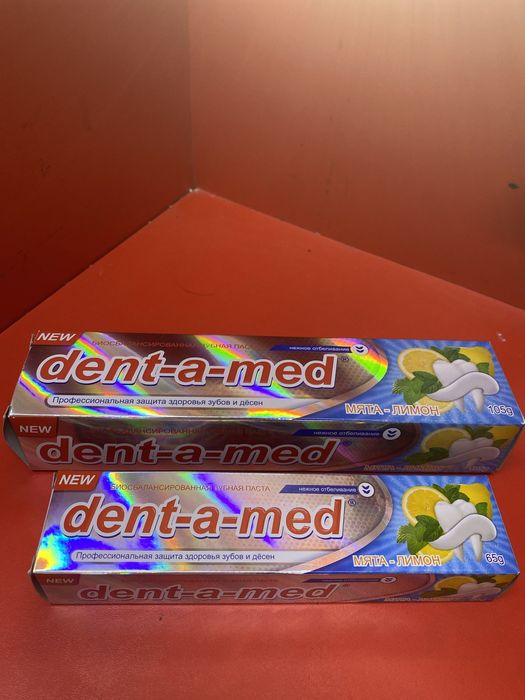 NEW
БИОСБАЛАНСИРОВАННАЯ ЗУБНАЯ ПАСТА
нежное отбеливание
dent-a-med®
Профессиональная защита здоровья зубов и дёсен
МЯТА - ЛИМОН
105g
NEW
нежное отбеливание
dent-a-med
МЯТА - ЛИМОН
NEW
БИОСБАЛАНСИРОВАННАЯ ЗУБНАЯ ПАСТА
нежное отбеливание
dent-a-med®
Профессиональная защита здоровья зубов и дёсен
МЯТА - ЛИМОН
65g
NEW
dent-a-med®